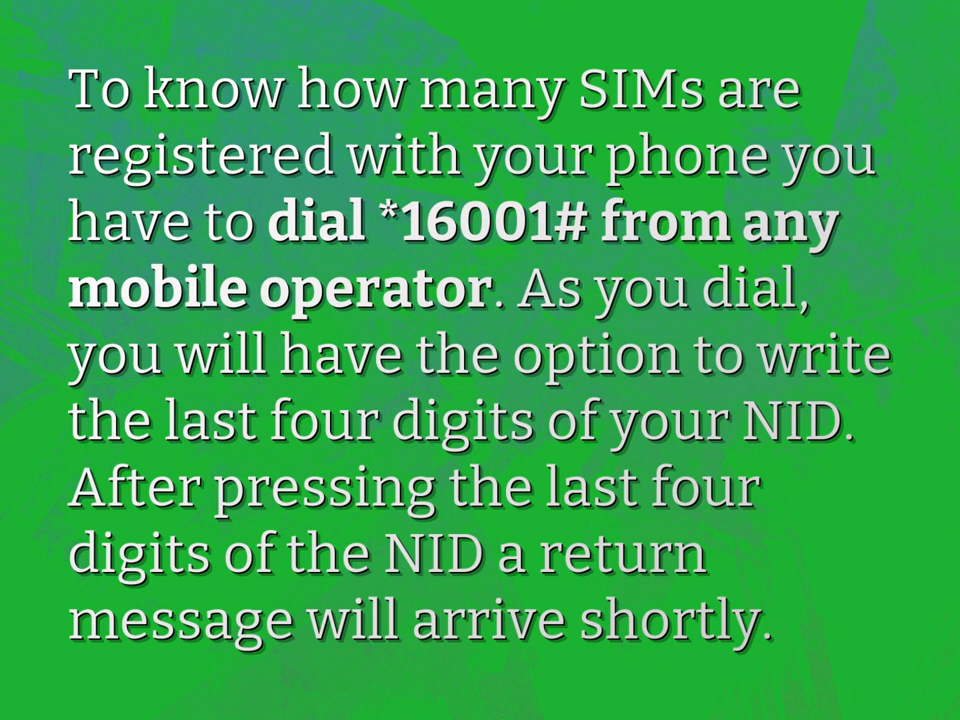 To know how many SIMs are
registered with your phone you
have to dial *16001# from any
mobile operator. As you dial,
you will have the option to write
the last four digits of your NID.
After pressing the last four
digits of the NID a return
message will arrive shortly.